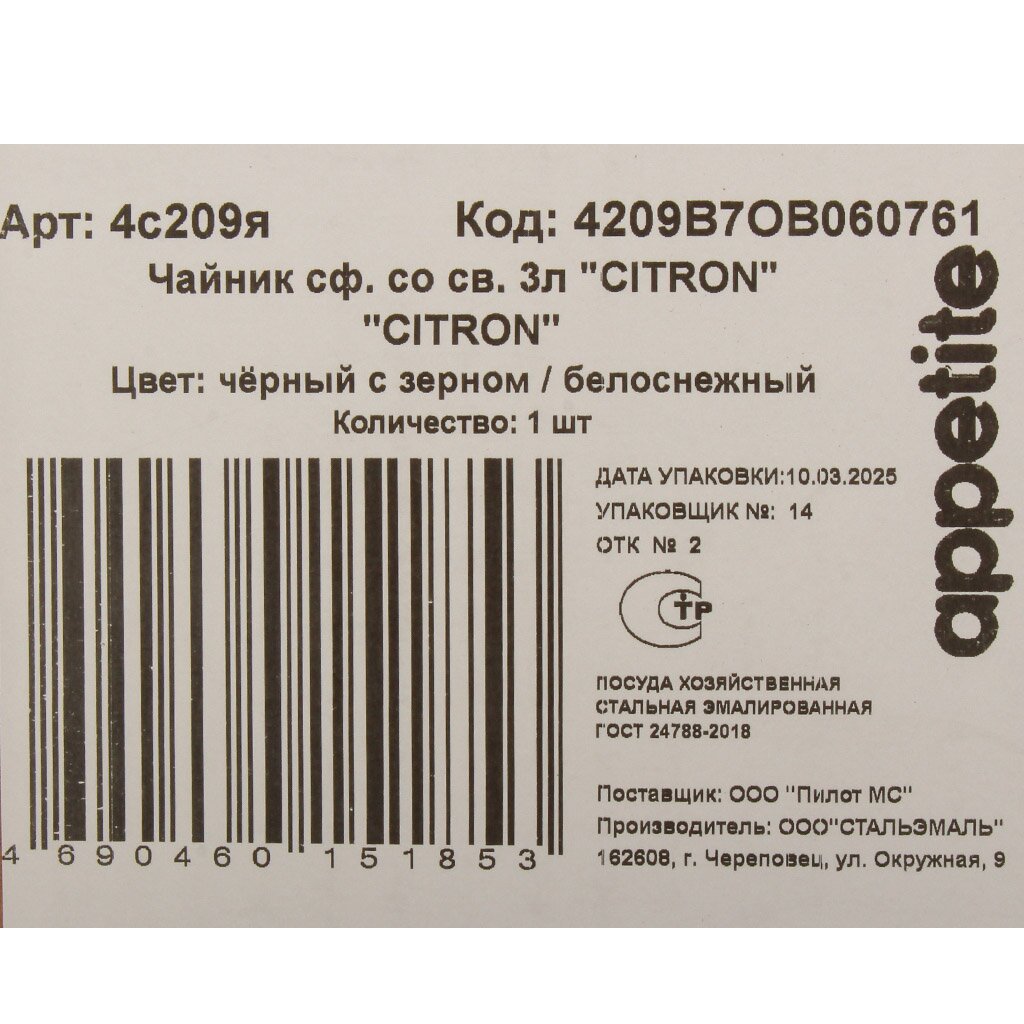 Арт: 4с209я
Код: 4209В7ОВ060761
Чайник сф. со св. 3л "CITRON"
"CITRON"
Цвет: чёрный с зерном / белоснежный
Количество: 1 шт
appetite
ДАТА УПАКОВКИ:10.03.2025
УПАКОВЩИК №: 14
ОТК № 2
СТР
ПОСУДА ХОЗЯЙСТВЕННАЯ
СТАЛЬНАЯ ЭМАЛИРОВАННАЯ
ГОСТ 24788-2018
Поставщик: ООО "Пилот МС"
Производитель: ООО"СТАЛЬЭМАЛЬ"
162608, г. Череповец, ул. Окружная, 9
4 690460 151853